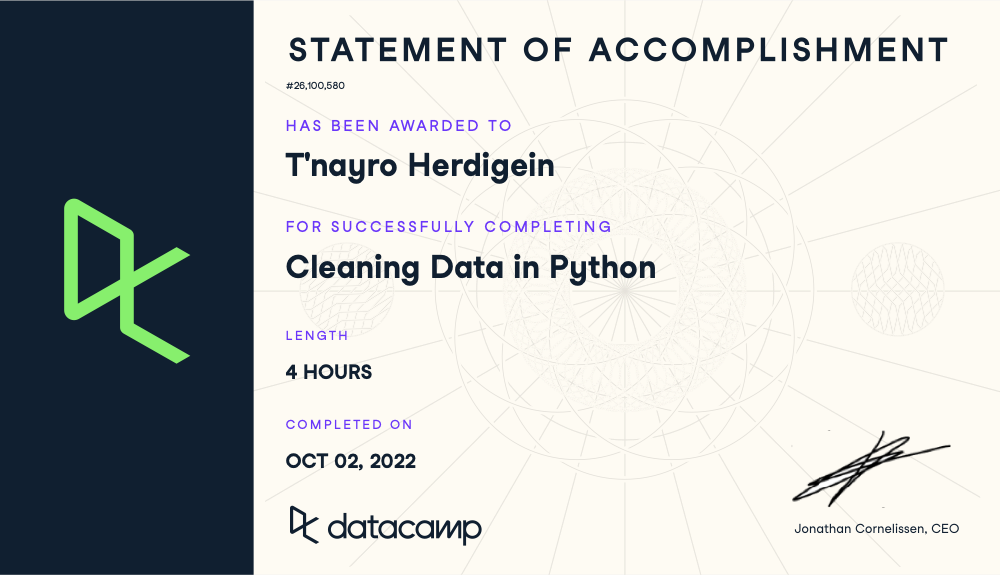 STATEMENT OF ACCOMPLISHMENT
#26,100,580
HAS BEEN AWARDED TO
T'nayro Herdigein
FOR SUCCESSFULLY COMPLETING
Cleaning Data in Python
LENGTH
4 HOURS
COMPLETED ON
OCT 02, 2022
datacamp
Jonathan Cornelissen, CEO